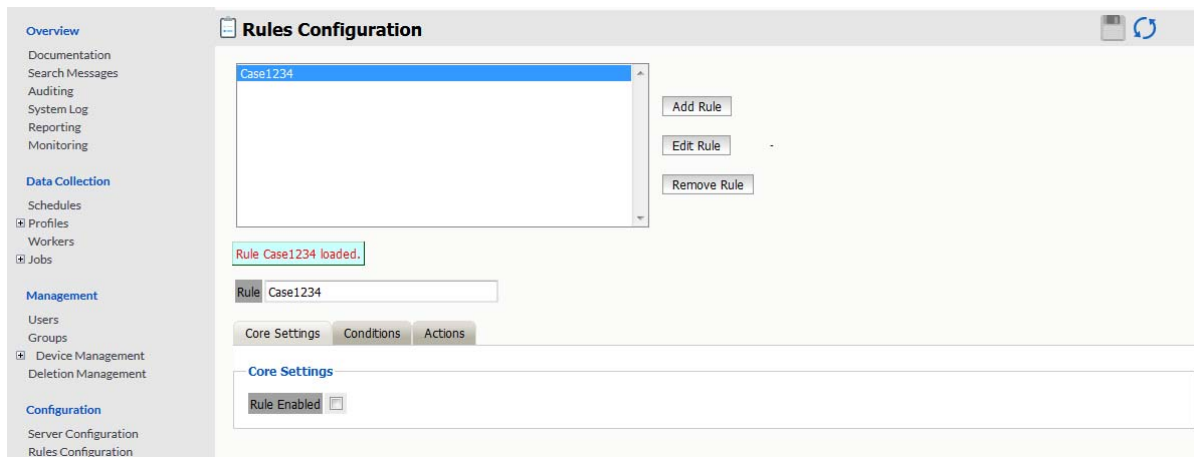 Overview
Documentation
Search Messages
Auditing
System Log
Reporting
Monitoring
Data Collection
Schedules
Profiles
Workers
Jobs
Management
Users
Groups
Device Management
Deletion Management
Configuration
Server Configuration
Rules Configuration
Rules Configuration
Case1234
Add Rule
Edit Rule -
Remove Rule
Rule Case1234 loaded.
Rule Case1234
Core Settings Conditions Actions
Core Settings
Rule Enabled